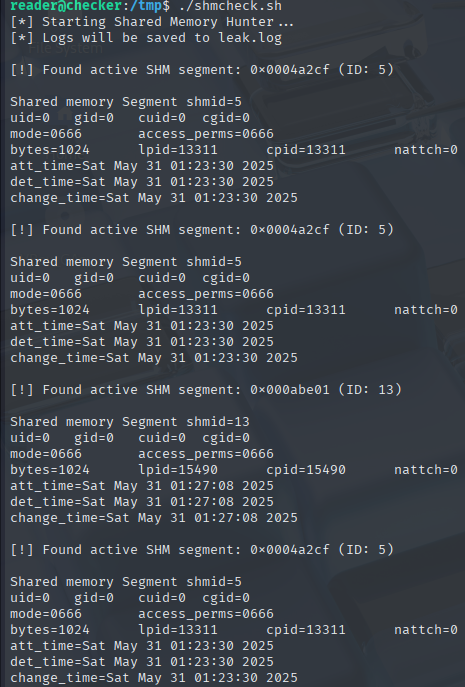 reader@checker:/tmp$ ./shmcheck.sh
[*] Starting Shared Memory Hunter...
[*] Logs will be saved to leak.log
[!] Found active SHM segment: 0x0004a2cf (ID: 5)
Shared memory Segment shmid=5
uid=0   gid=0   cuid=0  cgid=0
mode=0666       access_perms=0666
bytes=1024      lpid=13311      cpid=13311      nattch=0
att_time=Sat May 31 01:23:30 2025
det_time=Sat May 31 01:23:30 2025
change_time=Sat May 31 01:23:30 2025
[!] Found active SHM segment: 0x0004a2cf (ID: 5)
Shared memory Segment shmid=5
uid=0   gid=0   cuid=0  cgid=0
mode=0666       access_perms=0666
bytes=1024      lpid=13311      cpid=13311      nattch=0
att_time=Sat May 31 01:23:30 2025
det_time=Sat May 31 01:23:30 2025
change_time=Sat May 31 01:23:30 2025
[!] Found active SHM segment: 0x000abe01 (ID: 13)
Shared memory Segment shmid=13
uid=0   gid=0   cuid=0  cgid=0
mode=0666       access_perms=0666
bytes=1024      lpid=15490      cpid=15490      nattch=0
att_time=Sat May 31 01:27:08 2025
det_time=Sat May 31 01:27:08 2025
change_time=Sat May 31 01:27:08 2025
[!] Found active SHM segment: 0x0004a2cf (ID: 5)
Shared memory Segment shmid=5
uid=0   gid=0   cuid=0  cgid=0
mode=0666       access_perms=0666
bytes=1024      lpid=13311      cpid=13311      nattch=0
att_time=Sat May 31 01:23:30 2025
det_time=Sat May 31 01:23:30 2025
change_time=Sat May 31 01:23:30 2025